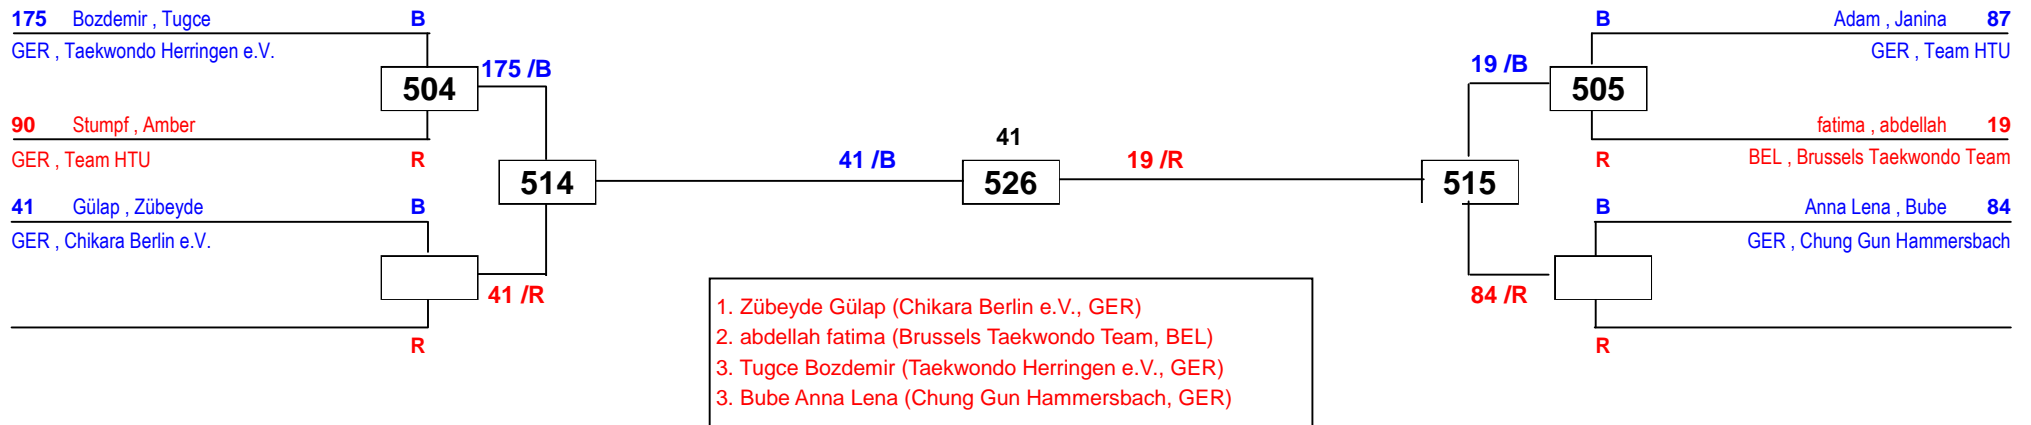 175 Bozdemir , Tugce B
GER , Taekwondo Herringen e.V.
504
175 /B
90 Stumpf , Amber
GER , Team HTU R
514
41 Gülap , Zübeyde B
GER , Chikara Berlin e.V.
41 /R
R
41 /B
41
526
19 /R
B Adam , Janina 87
GER , Team HTU
19 /B
505
fatima , abdellah 19
R BEL , Brussels Taekwondo Team
515
B Anna Lena , Bube 84
GER , Chung Gun Hammersbach
84 /R
R
1. Zübeyde Gülap (Chikara Berlin e.V., GER)
2. abdellah fatima (Brussels Taekwondo Team, BEL)
3. Tugce Bozdemir (Taekwondo Herringen e.V., GER)
3. Bube Anna Lena (Chung Gun Hammersbach, GER)